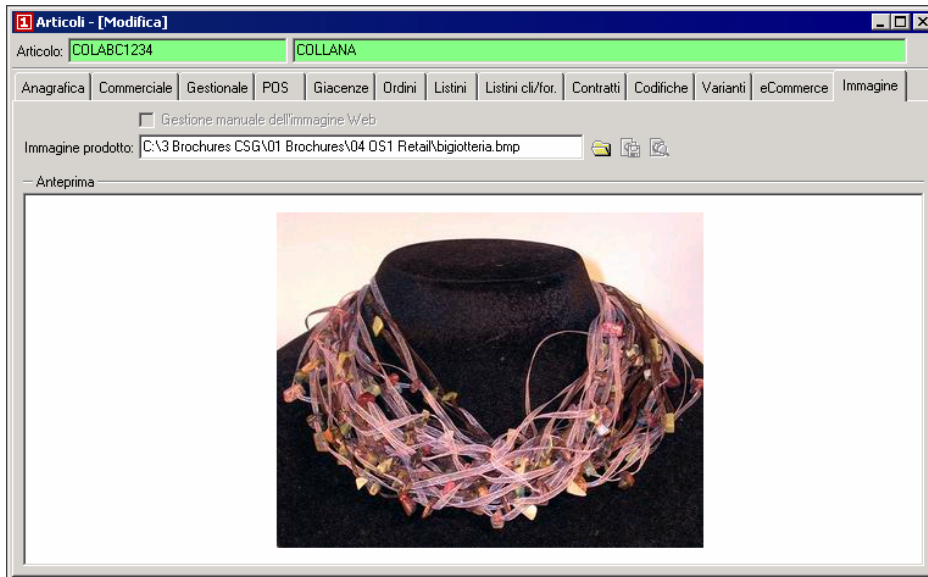 1 Articoli - [Modifica]
Articolo: COLABC1234 COLLANA
Anagrafica Commerciale Gestionale POS Giacenze Ordini Listini Listini cli/for. Contratti Codifiche Varianti eCommerce Immagine
Gestione manuale dell'immagine Web
Immagine prodotto: C:\3 Brochures CSG\01 Brochures\04 OS1 Retail\bigiotteria.bmp
Anteprima